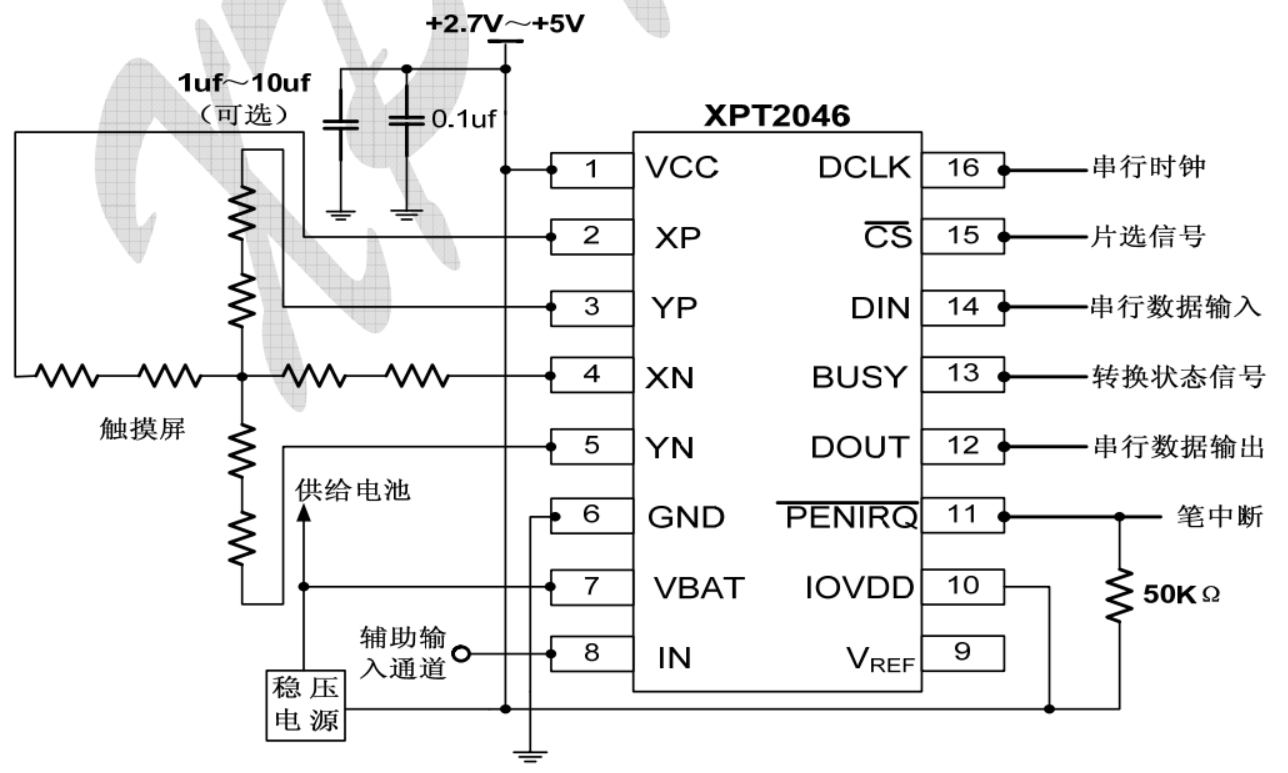 +2.7V～+5V
1uf～10uf
（可选）
0.1uf
XPT2046
1 VCC DCLK 16 串行时钟
2 XP CS 15 片选信号
3 YP DIN 14 串行数据输入
4 XN BUSY 13 转换状态信号
触摸屏
5 YN DOUT 12 串行数据输出
供给电池
6 GND PENIRQ 11 笔中断
7 VBAT IOVDD 10 50KΩ
辅助输
入通道
8 IN VREF 9
稳压
电源